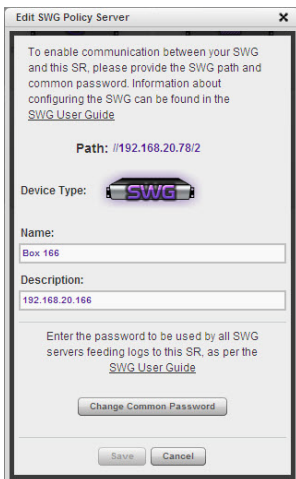 Edit SWG Policy Server
To enable communication between your SWG
and this SR, please provide the SWG path and
common password. Information about
configuring the SWG can be found in the
SWG User Guide
Path: //192.168.20.78/2
Device Type: SWG
Name:
Box 166
Description:
192.168.20.166
Enter the password to be used by all SWG
servers feeding logs to this SR, as per the
SWG User Guide
Change Common Password
Save Cancel